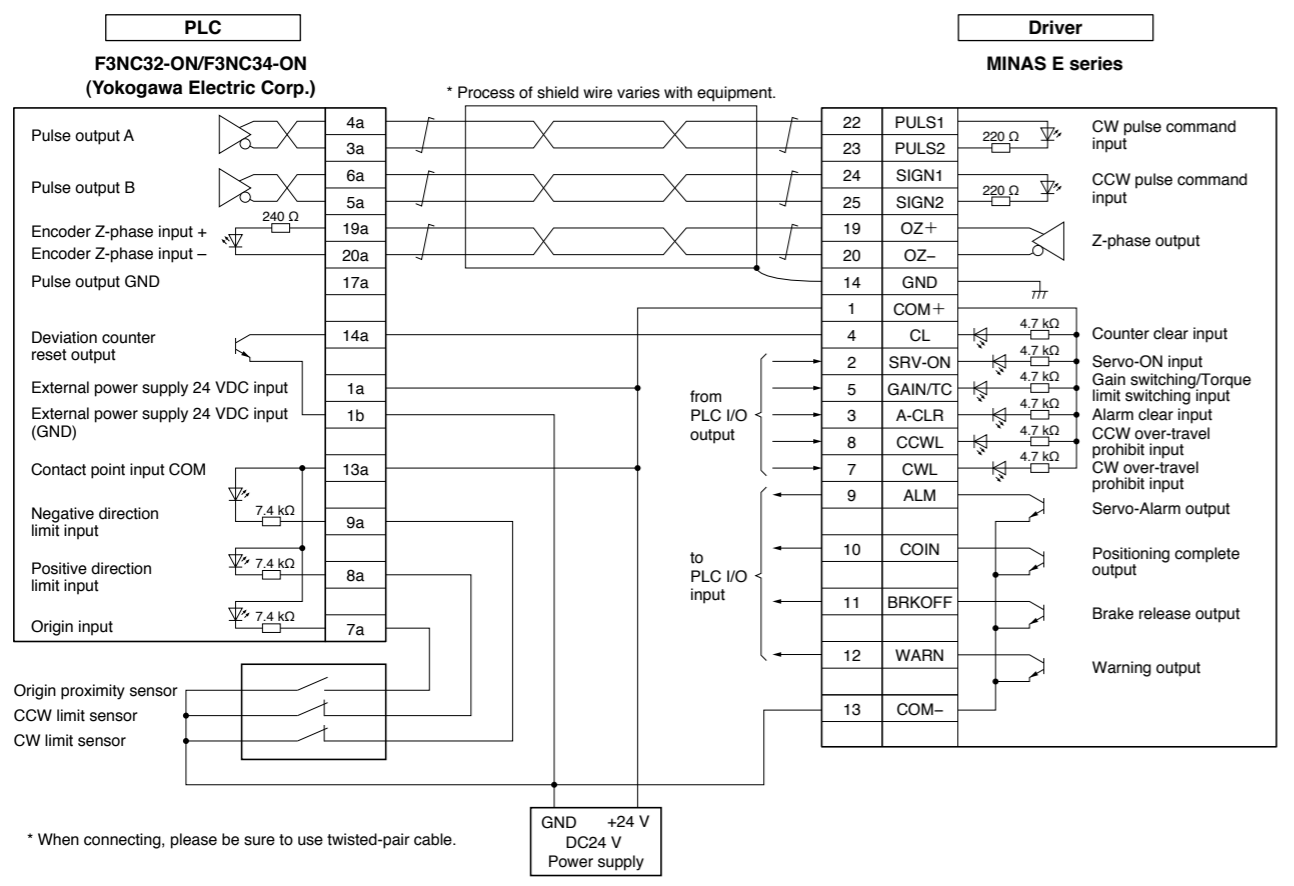 PLC
Driver
F3NC32-ON/F3NC34-ON
(Yokogawa Electric Corp.)
MINAS E series
* Process of shield wire varies with equipment.
Pulse output A
4a
3a
Pulse output B
6a
5a
240 Ω
Encoder Z-phase input +
19a
Encoder Z-phase input –
20a
Pulse output GND
17a
Deviation counter
reset output
14a
External power supply 24 VDC input
1a
External power supply 24 VDC input
(GND)
1b
Contact point input COM
13a
Negative direction
limit input
7.4 kΩ
9a
Positive direction
limit input
7.4 kΩ
8a
Origin input
7.4 kΩ
7a
Origin proximity sensor
CCW limit sensor
CW limit sensor
from
PLC I/O
output
to
PLC I/O
input
22 PULS1
23 PULS2
220 Ω
CW pulse command
input
24 SIGN1
25 SIGN2
220 Ω
CCW pulse command
input
19 OZ+
20 OZ–
Z-phase output
14 GND
1 COM+
4 CL 4.7 kΩ Counter clear input
2 SRV-ON 4.7 kΩ Servo-ON input
5 GAIN/TC 4.7 kΩ Gain switching/Torque
limit switching input
3 A-CLR 4.7 kΩ Alarm clear input
8 CCWL 4.7 kΩ CCW over-travel
prohibit input
7 CWL 4.7 kΩ CW over-travel
prohibit input
9 ALM Servo-Alarm output
10 COIN Positioning complete
output
11 BRKOFF Brake release output
12 WARN Warning output
13 COM–
GND +24 V
DC24 V
Power supply
* When connecting, please be sure to use twisted-pair cable.